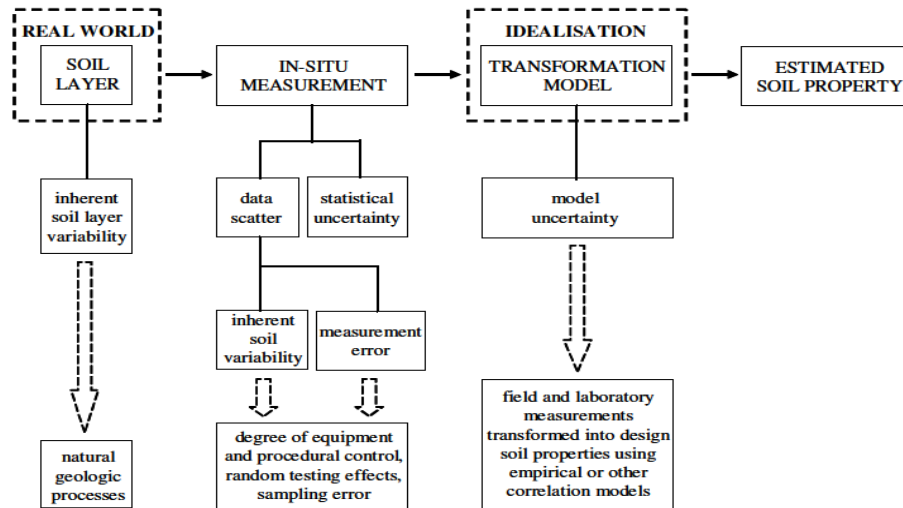 REAL WORLD
SOIL
LAYER
IN-SITU
MEASUREMENT
IDEALISATION
TRANSFORMATION
MODEL
ESTIMATED
SOIL PROPERTY
inherent
soil layer
variability
data
scatter
statistical
uncertainty
model
uncertainty
inherent
soil
variability
measurement
error
natural
geologic
processes
degree of equipment
and procedural control,
random testing effects,
sampling error
field and laboratory
measurements
transformed into design
soil properties using
empirical or other
correlation models